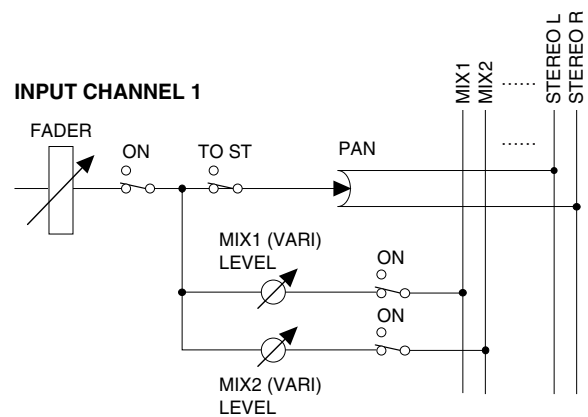 INPUT CHANNEL 1
MIX1
MIX2
......
STEREO L
STEREO R
......
FADER
ON
TO ST
PAN
MIX1 (VARI)
LEVEL
ON
ON
MIX2 (VARI)
LEVEL